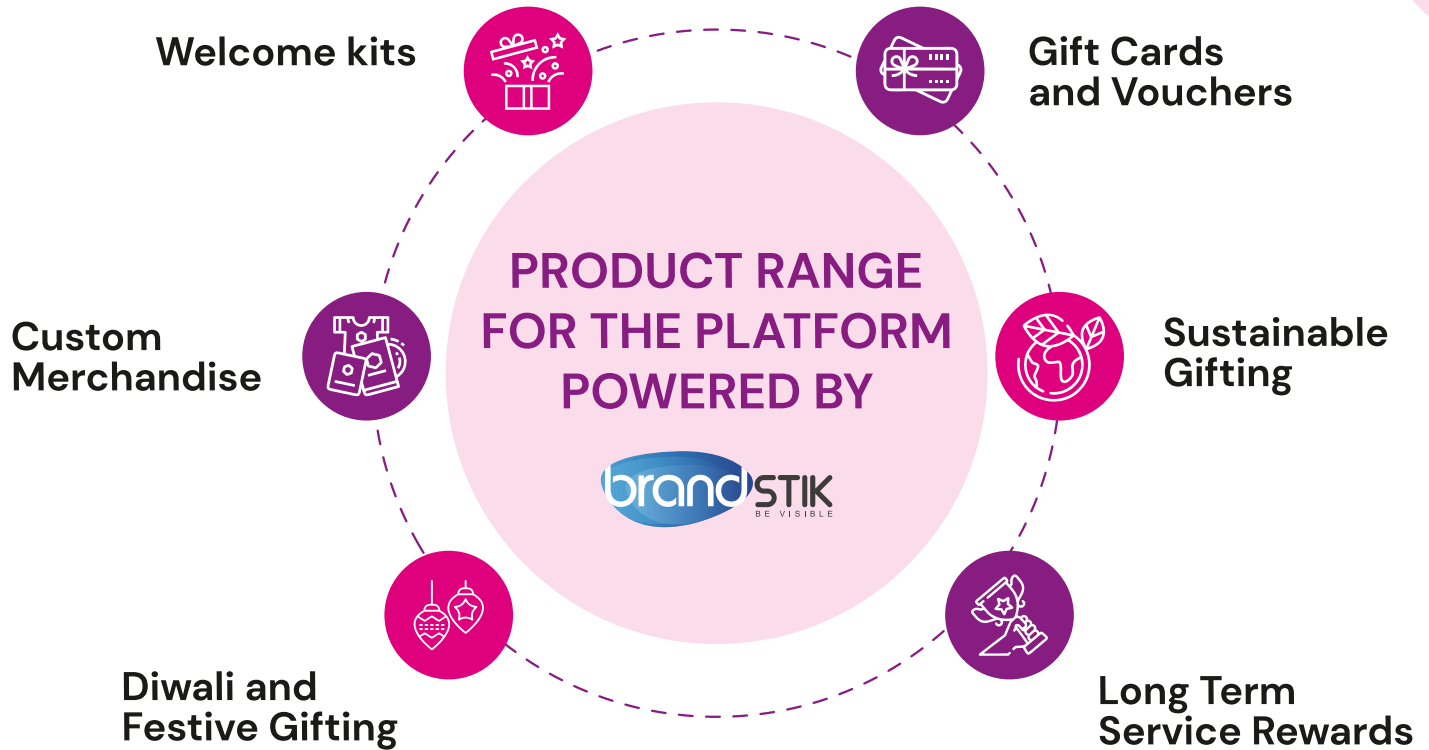 Welcome kits
Gift Cards
and Vouchers
PRODUCT RANGE
FOR THE PLATFORM
POWERED BY
brandSTIK
BE VISIBLE
Custom
Merchandise
Sustainable
Gifting
Diwali and
Festive Gifting
Long Term
Service Rewards